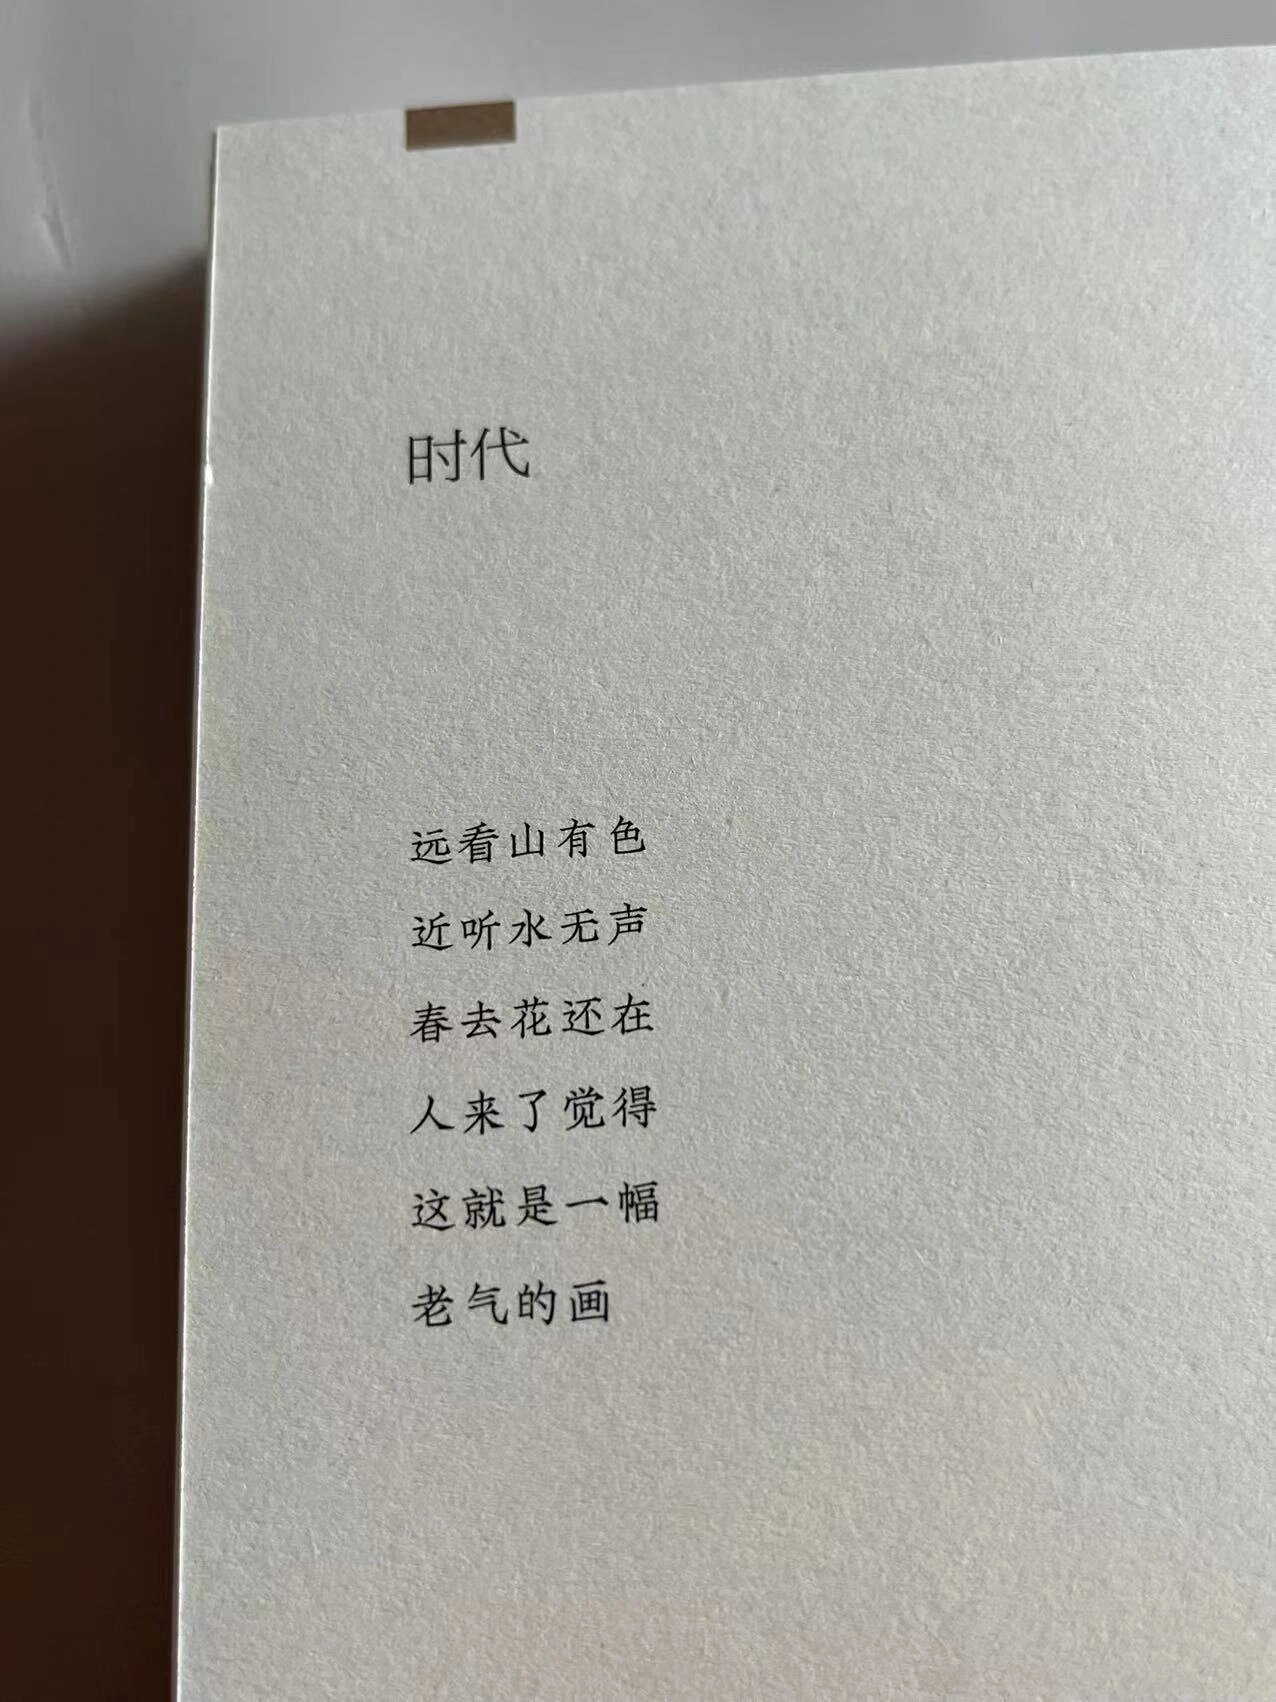 时代
远看山有色
近听水无声
春去花还在
人来了觉得
这就是一幅
老气的画